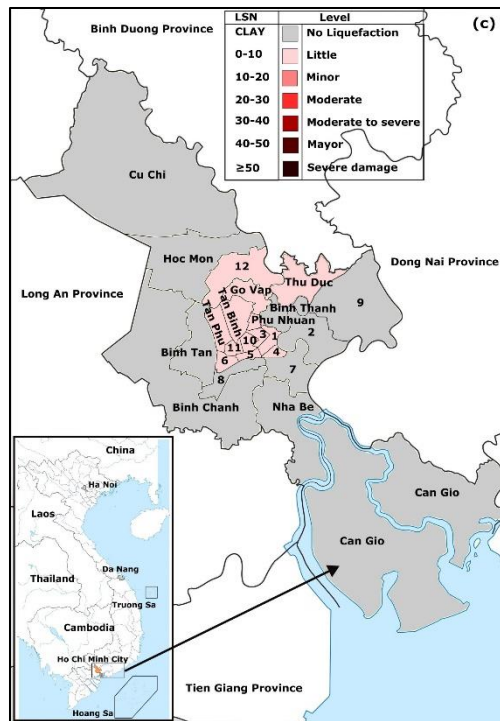 Binh Duong Province
(c)
LSN Level
CLAY No Liquefaction
0-10 Little
10-20 Minor
20-30 Moderate
30-40 Moderate to severe
40-50 Mayor
≥50 Severe damage
Cu Chi
Hoc Mon
12
Thu Duc
Dong Nai Province
Go Vap
Long An Province
Tan Binh
Tan Phu
Binh Thanh
9
Phu Nhuan
2
3
1
10
11
Binh Tan
6
5
4
7
8
Binh Chanh
Nha Be
Can Gio
Can Gio
China
Ha Noi
Laos
Da Nang
Thailand
Truong Sa
Cambodia
Ho Chi Minh City
Hoang Sa
Tien Giang Province